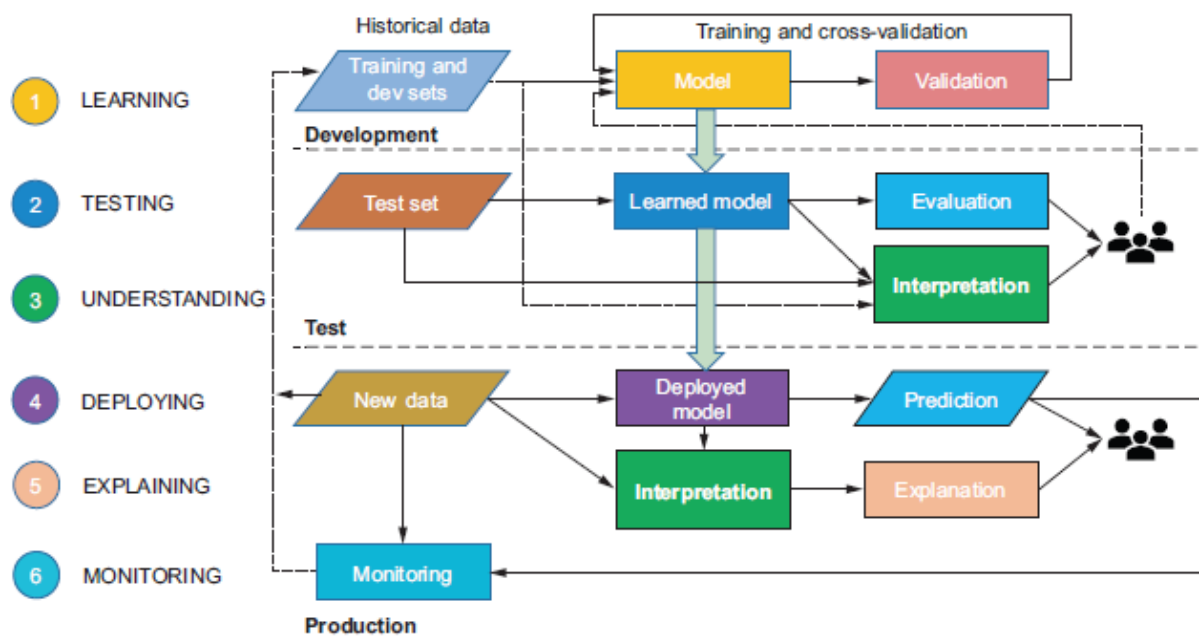 Historical data
Training and cross-validation
Training and
dev sets
Model
Validation
1
LEARNING
Development
2
TESTING
Test set
Learned model
Evaluation
3
UNDERSTANDING
Interpretation
Test
4
DEPLOYING
New data
Deployed
model
Prediction
5
EXPLAINING
Interpretation
Explanation
6
MONITORING
Monitoring
Production